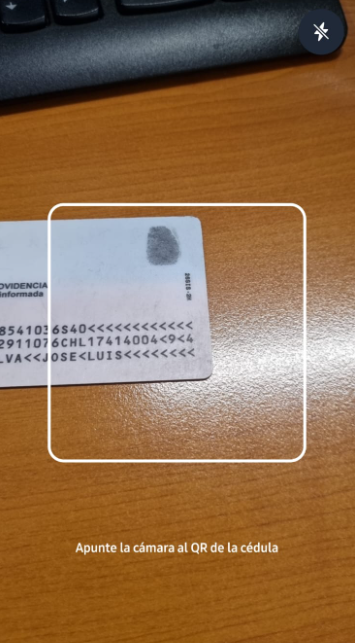 OVIDENCIA
informada
8541036S40<<<<<<<<<<<<
2911076CHL17414004<9<4
LVA<<JOSE<LUIS<<<<<<<<
Apunte la cámara al QR de la cédula